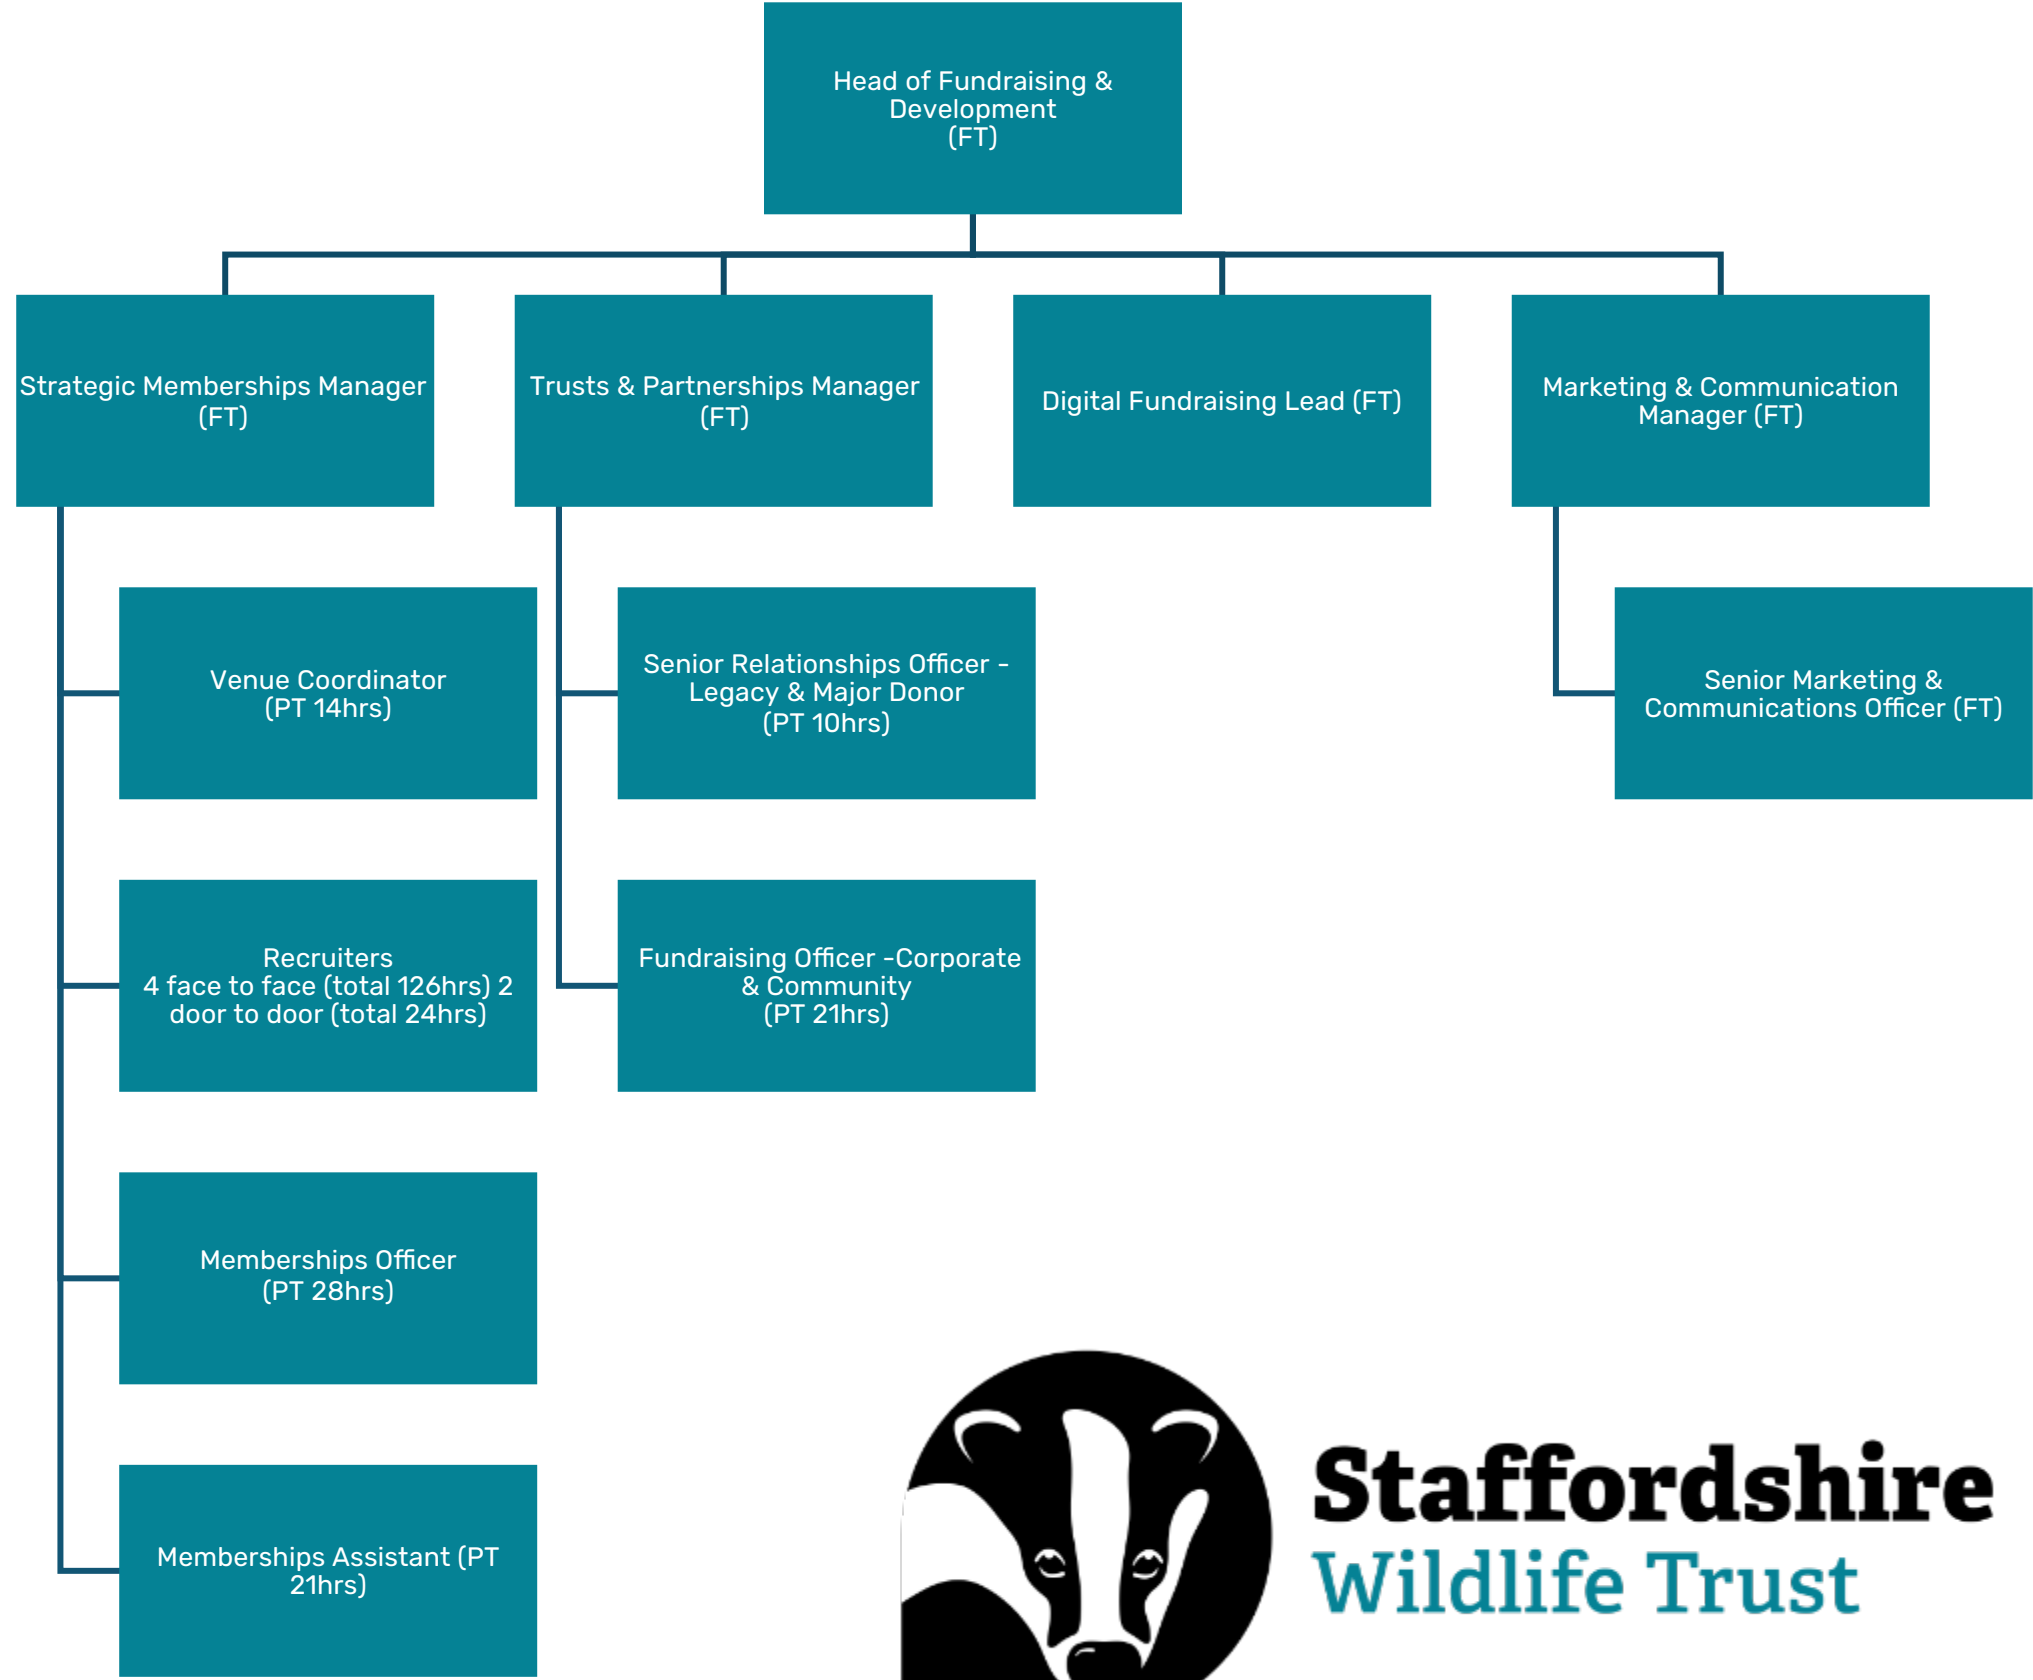 Head of Fundraising &
Development
(FT)
Strategic Memberships Manager
(FT)
Trusts & Partnerships Manager
(FT)
Digital Fundraising Lead (FT)
Marketing & Communication
Manager (FT)
Venue Coordinator
(PT 14hrs)
Senior Relationships Officer -
Legacy & Major Donor
(PT 10hrs)
Senior Marketing &
Communications Officer (FT)
Recruiters
4 face to face (total 126hrs) 2
door to door (total 24hrs)
Fundraising Officer -Corporate
& Community
(PT 21hrs)
Memberships Officer
(PT 28hrs)
Memberships Assistant (PT
21hrs)
Staffordshire
Wildlife Trust